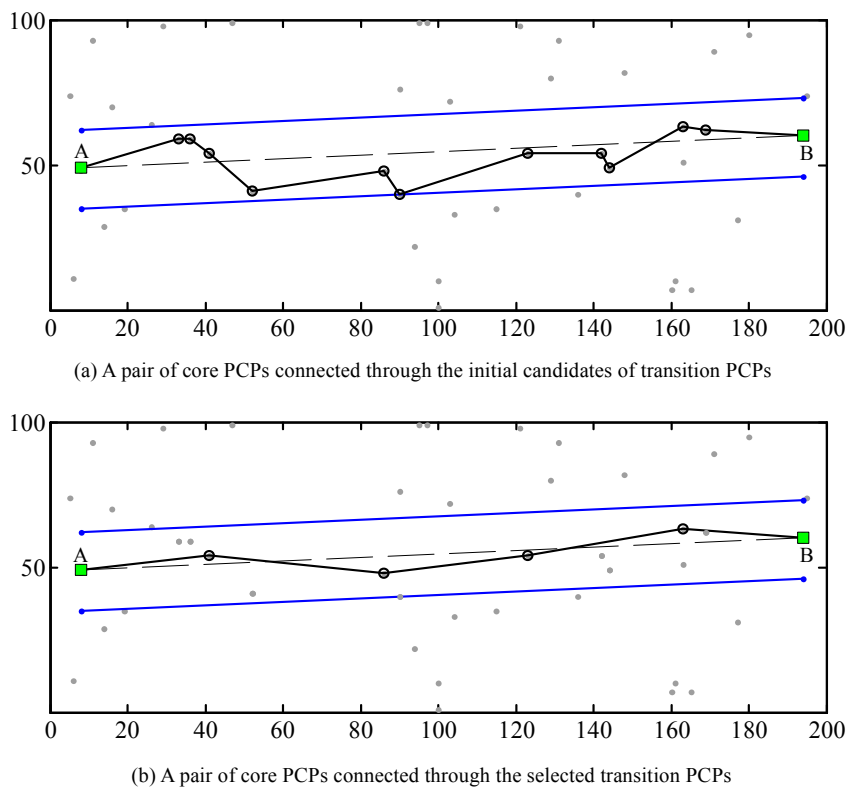 100
A
50
B
0 20 40 60 80 100 120 140 160 180 200
(a) A pair of core PCPs connected through the initial candidates of transition PCPs
100
A
50
B
0 20 40 60 80 100 120 140 160 180 200
(b) A pair of core PCPs connected through the selected transition PCPs